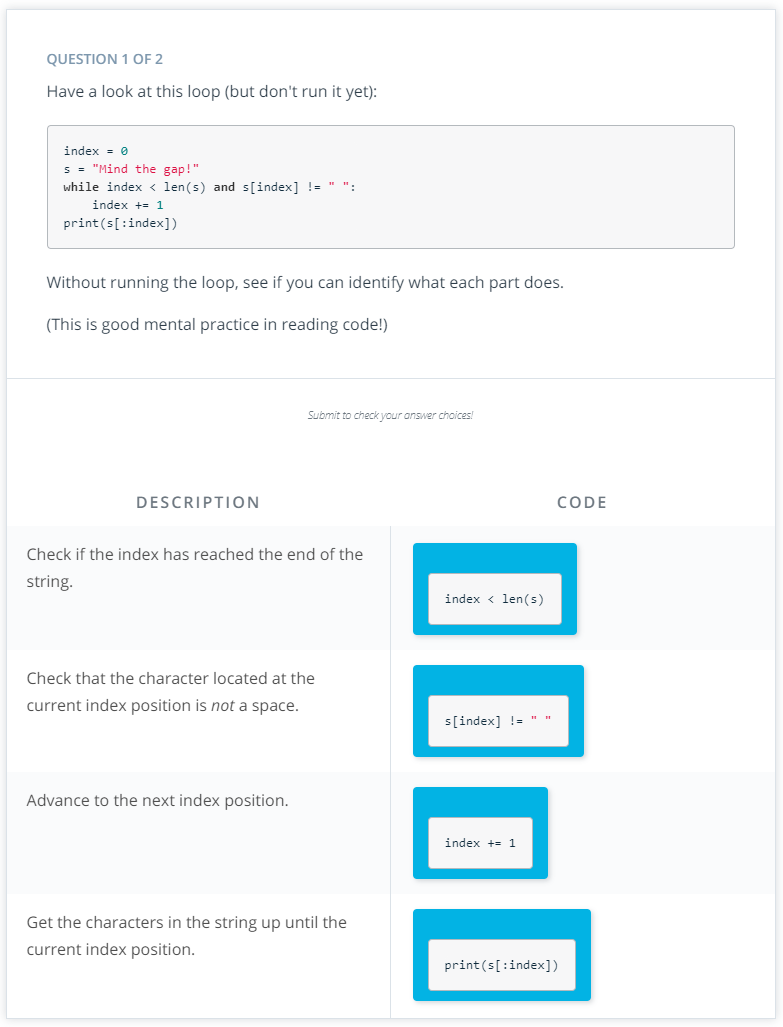 QUESTION 1 OF 2
Have a look at this loop (but don't run it yet):
index = 0
s = "Mind the gap!"
while index < len(s) and s[index] != " ":
    index += 1
print(s[:index])
Without running the loop, see if you can identify what each part does.
(This is good mental practice in reading code!)
Submit to check your answer choices!
DESCRIPTION
CODE
Check if the index has reached the end of the
string.
index < len(s)
Check that the character located at the
current index position is not a space.
s[index] != " "
Advance to the next index position.
index += 1
Get the characters in the string up until the
current index position.
print(s[:index])